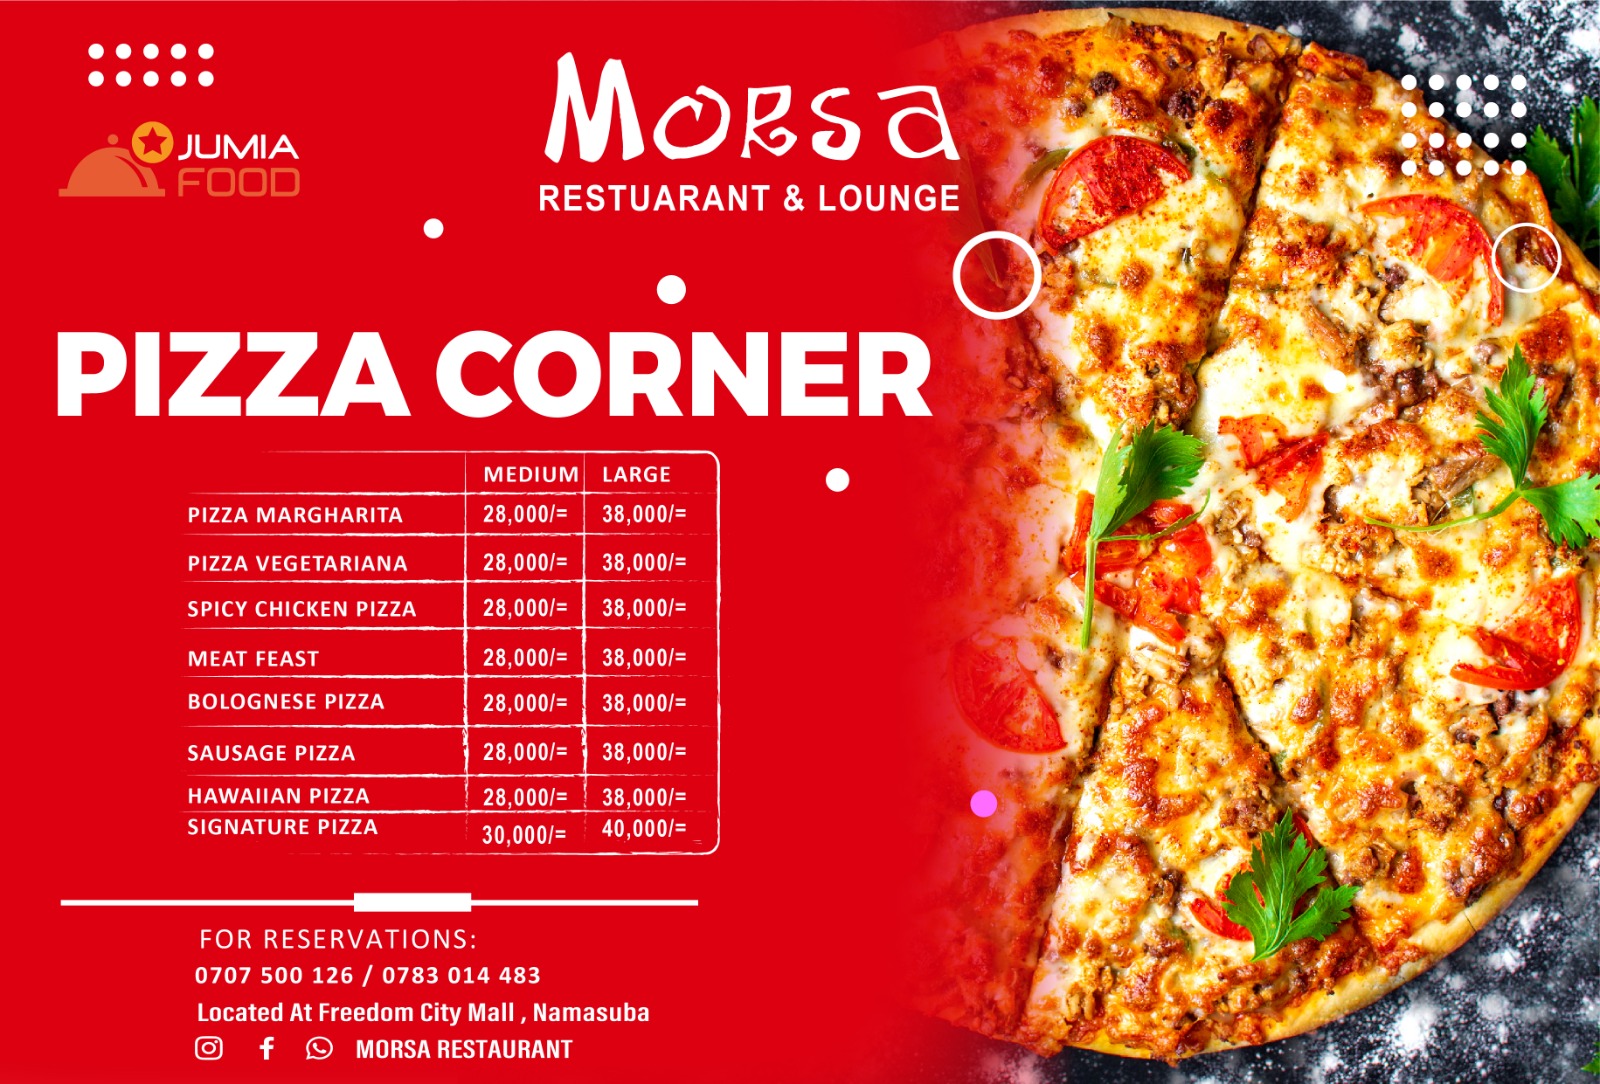 JUMIA
FOOD
MORSA
RESTUARANT & LOUNGE
PIZZA CORNER
MEDIUM LARGE
PIZZA MARGHARITA 28,000/= 38,000/=
PIZZA VEGETARIANA 28,000/= 38,000/=
SPICY CHICKEN PIZZA 28,000/= 38,000/=
MEAT FEAST 28,000/= 38,000/=
BOLOGNESE PIZZA 28,000/= 38,000/=
SAUSAGE PIZZA 28,000/= 38,000/=
HAWAIIAN PIZZA 28,000/= 38,000/=
SIGNATURE PIZZA 30,000/= 40,000/=
FOR RESERVATIONS:
0707 500 126 / 0783 014 483
Located At Freedom City Mall , Namasuba
MORSA RESTAURANT